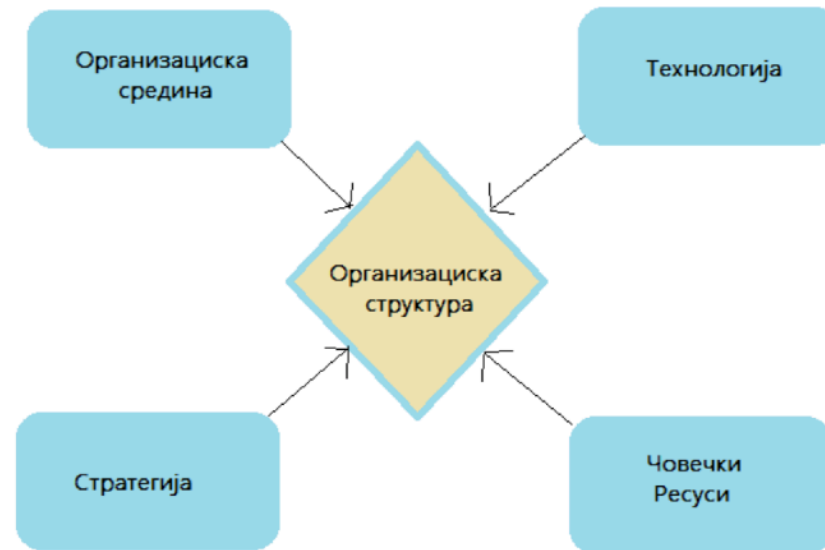 Организациска
средина
Технологија
Организациска
структура
Стратегија
Човечки
Ресуси